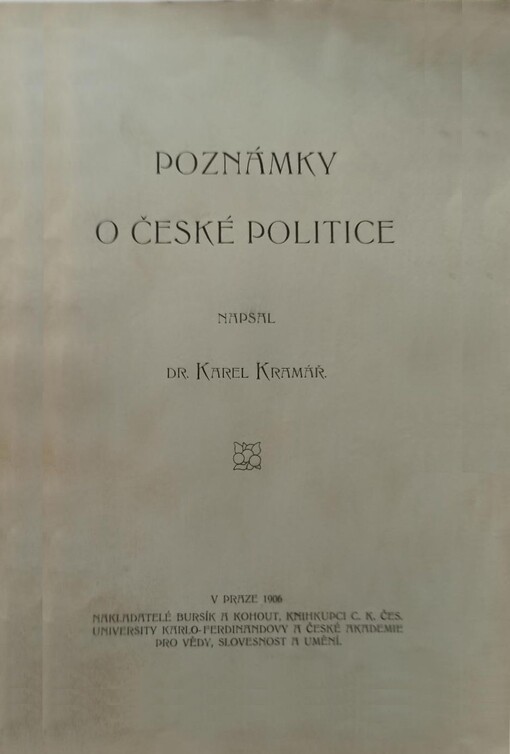 POZNÁMKY
O ČESKÉ POLITICE
NAPSAL
DR. KAREL KRAMÁŘ.
V PRAZE 1906
NAKLADATELÉ BURSÍK A KOHOUT, KNIHKUPCI C. K. ČES.
UNIVERSITY KARLO-FERDINANDOVY A ČESKÉ AKADEMIE
PRO VĚDY, SLOVESNOST A UMĚNÍ.